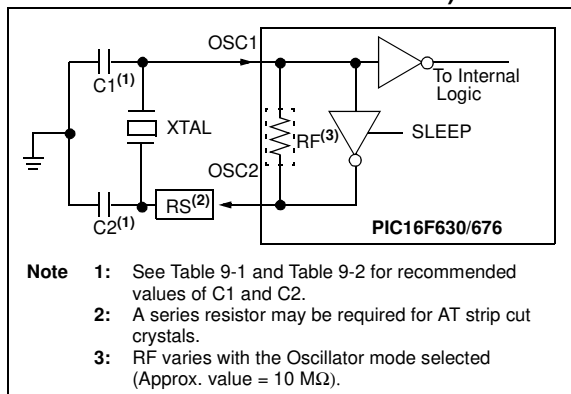 OSC1
C1(1)
To Internal
Logic
XTAL
RF(3)
SLEEP
OSC2
RS(2)
C2(1)
PIC16F630/676
Note 1: See Table 9-1 and Table 9-2 for recommended
values of C1 and C2.
2: A series resistor may be required for AT strip cut
crystals.
3: RF varies with the Oscillator mode selected
(Approx. value = 10 MΩ).